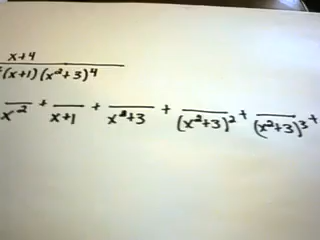 x+4
(x+1)(x²+3)⁴
x² + x+1 + x²+3 + (x²+3)² + (x²+3)³ +